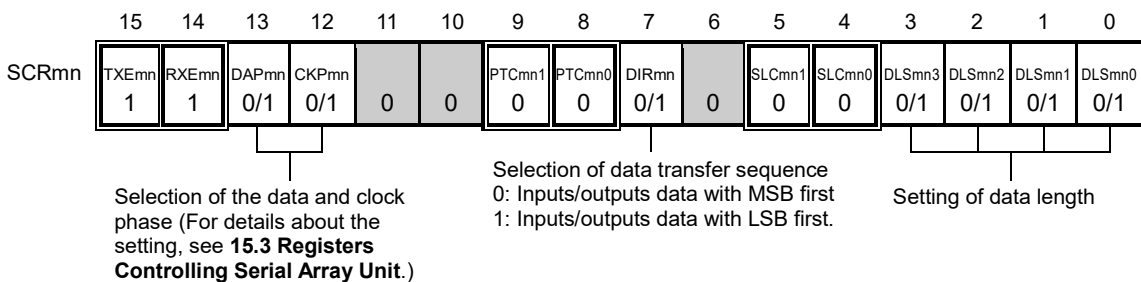 15 14 13 12 11 10 9 8 7 6 5 4 3 2 1 0
SCRmn TXEmn RXEmn DAPmn CKPmn PTCmn1 PTCmn0 DIRmn SLCmn1 SLCmn0 DLSmn3 DLSmn2 DLSmn1 DLSmn0
1 1 0/1 0/1 0 0 0 0 0/1 0 0 0 0/1 0/1 0/1 0/1
Selection of the data and clock
phase (For details about the
setting, see 15.3 Registers
Controlling Serial Array Unit.)
Selection of data transfer sequence
0: Inputs/outputs data with MSB first
1: Inputs/outputs data with LSB first.
Setting of data length